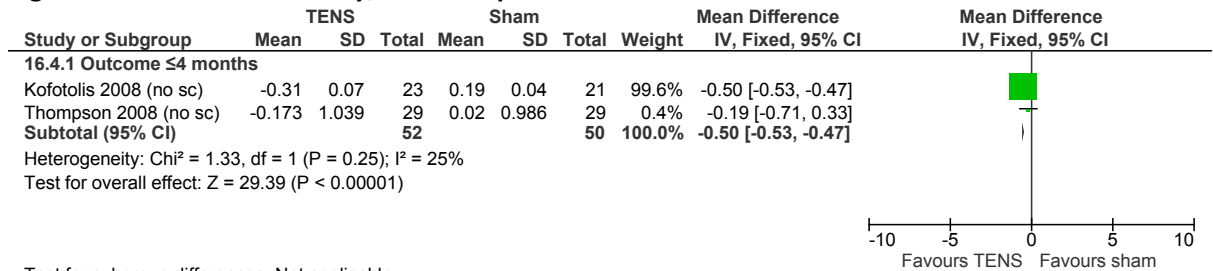 TENS Sham Mean Difference Mean Difference
Study or Subgroup Mean SD Total Mean SD Total Weight IV, Fixed, 95% CI IV, Fixed, 95% CI
16.4.1 Outcome ≤4 months
Kofotolis 2008 (no sc) -0.31 0.07 23 0.19 0.04 21 99.6% -0.50 [-0.53, -0.47]
Thompson 2008 (no sc) -0.173 1.039 29 0.02 0.986 29 0.4% -0.19 [-0.71, 0.33]
Subtotal (95% CI) 52 50 100.0% -0.50 [-0.53, -0.47]
Heterogeneity: Chi² = 1.33, df = 1 (P = 0.25); I² = 25%
Test for overall effect: Z = 29.39 (P < 0.00001)
-10 -5 0 5 10
Favours TENS Favours sham